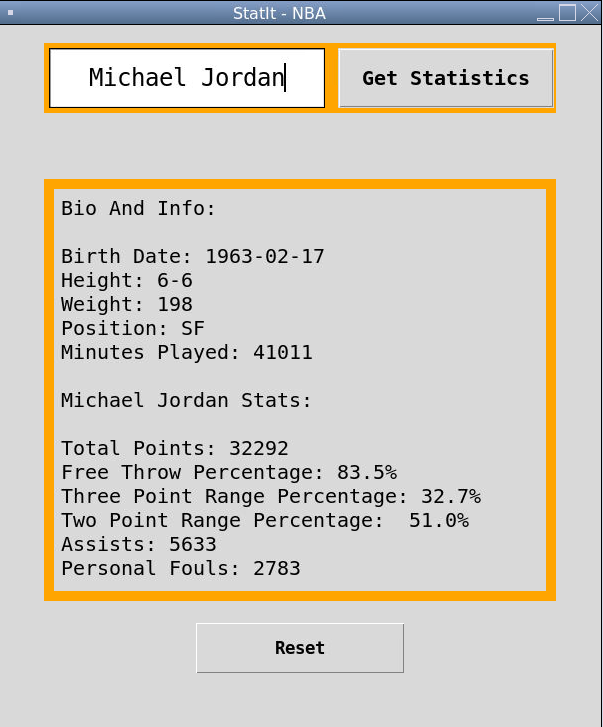 StatIt - NBA
Michael Jordan
Get Statistics
Bio And Info:
Birth Date: 1963-02-17
Height: 6-6
Weight: 198
Position: SF
Minutes Played: 41011
Michael Jordan Stats:
Total Points: 32292
Free Throw Percentage: 83.5%
Three Point Range Percentage: 32.7%
Two Point Range Percentage:  51.0%
Assists: 5633
Personal Fouls: 2783
Reset